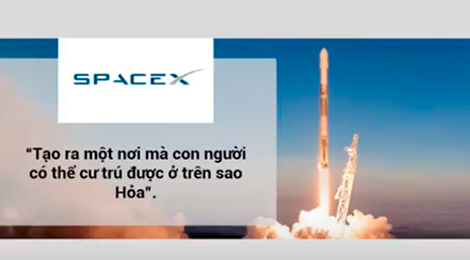 SPACEX
“Tạo ra một nơi mà con người
có thể cư trú được ở trên sao
Hỏa”.